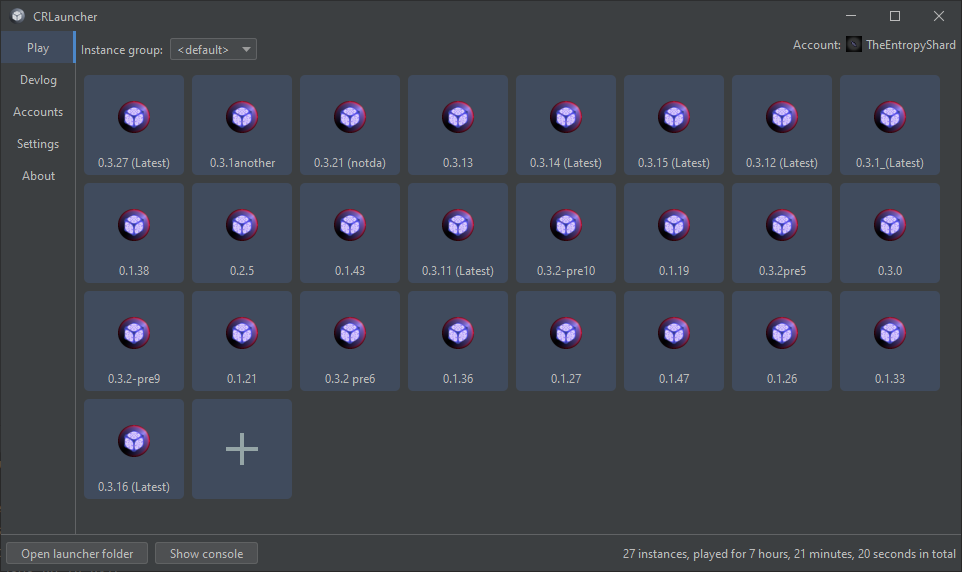 CRLauncher
Play
Devlog
Accounts
Settings
About
Instance group: <default>
Account: TheEntropyShard
0.3.27 (Latest) 0.3.1another 0.3.21 (notda) 0.3.13 0.3.14 (Latest) 0.3.15 (Latest) 0.3.12 (Latest) 0.3.1_(Latest)
0.1.38 0.2.5 0.1.43 0.3.11 (Latest) 0.3.2-pre10 0.1.19 0.3.2pre5 0.3.0
0.3.2-pre9 0.1.21 0.3.2 pre6 0.1.36 0.1.27 0.1.47 0.1.26 0.1.33
0.3.16 (Latest)
Open launcher folder Show console 27 instances, played for 7 hours, 21 minutes, 20 seconds in total